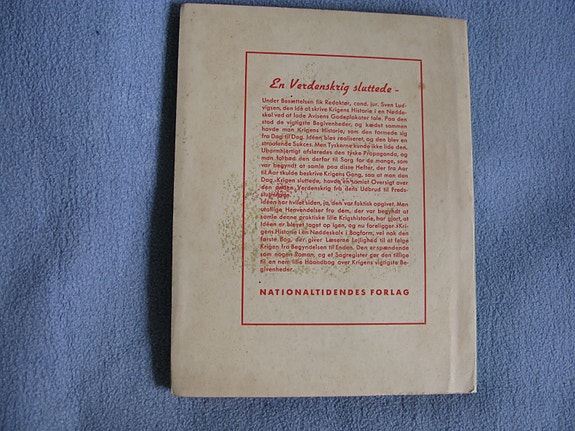 En Verdenskrig sluttede -
Under Besættelsen fik Redaktør, cand. jur. Sven Lud-
vigsen, den Idé at skrive Krigens Historie i en Nødde-
skal ved at lade Avisens Gadeplakater tale. Paa den
stod de vigtigste Begivenheder, og kædet sammen
havde man Krigens Historie, som den formede sig
fra Dag til Dag. Idéen blev realiseret, og den blev en
straalende Sukces. Men Tyskerne kunde ikke lide den.
Ubarmhjertigt afsløredes den tyske Propaganda, og
man forbød den derfor til Sorg for de mange, som
var begyndt at samle paa disse Hefter, der fra Aar
til Aar skulde beskrive Krigens Gang, saa at man den
Dag, Krigen sluttede, havde en samlet Oversigt over
den anden Verdenskrig fra dens Udbrud til Freds-
slutningen.
Idéen har hvilet siden, ja, den var faktisk opgivet. Men
utallige Henvendelser fra dem, der var begyndt at
samle denne praktiske lille Krigshistorie, har gjort, at
Idéen er blevet taget op igen, og nu foreligger »Kri-
gens Historie i en Nøddeskal« i Bogform, vel nok den
første Bog, der giver Læseren Lejlighed til at følge
Krigen fra Begyndelsen til Enden. Den er spændende
som nogen Roman, og et Sagregister gør den tillige
til en nem lille Haandbog over Krigens vigtigste Be-
givenheder.
NATIONALTIDENDES FORLAG